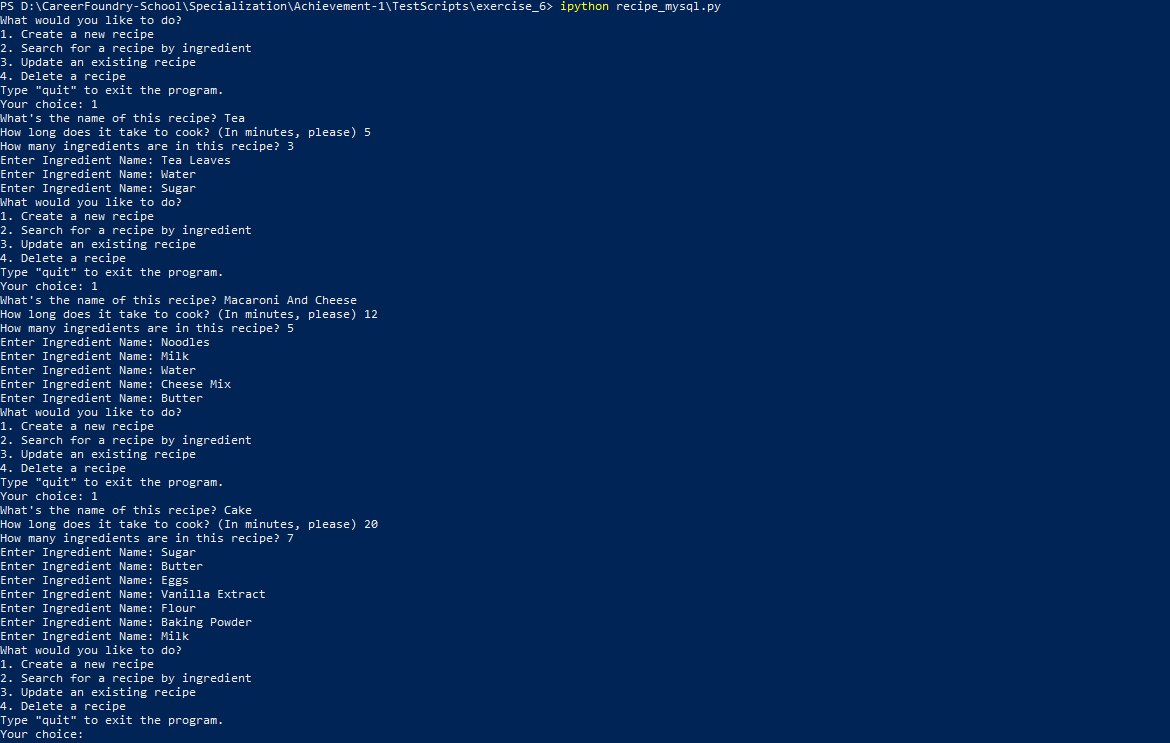 PS D:\CareerFoundry-School\Specialization\Achievement-1\TestScripts\exercise_6> ipython recipe_mysql.py
What would you like to do?
1. Create a new recipe
2. Search for a recipe by ingredient
3. Update an existing recipe
4. Delete a recipe
Type "quit" to exit the program.
Your choice: 1
What's the name of this recipe? Tea
How long does it take to cook? (In minutes, please) 5
How many ingredients are in this recipe? 3
Enter Ingredient Name: Tea Leaves
Enter Ingredient Name: Water
Enter Ingredient Name: Sugar
What would you like to do?
1. Create a new recipe
2. Search for a recipe by ingredient
3. Update an existing recipe
4. Delete a recipe
Type "quit" to exit the program.
Your choice: 1
What's the name of this recipe? Macaroni And Cheese
How long does it take to cook? (In minutes, please) 12
How many ingredients are in this recipe? 5
Enter Ingredient Name: Noodles
Enter Ingredient Name: Milk
Enter Ingredient Name: Water
Enter Ingredient Name: Cheese Mix
Enter Ingredient Name: Butter
What would you like to do?
1. Create a new recipe
2. Search for a recipe by ingredient
3. Update an existing recipe
4. Delete a recipe
Type "quit" to exit the program.
Your choice: 1
What's the name of this recipe? Cake
How long does it take to cook? (In minutes, please) 20
How many ingredients are in this recipe? 7
Enter Ingredient Name: Sugar
Enter Ingredient Name: Butter
Enter Ingredient Name: Eggs
Enter Ingredient Name: Vanilla Extract
Enter Ingredient Name: Flour
Enter Ingredient Name: Baking Powder
Enter Ingredient Name: Milk
What would you like to do?
1. Create a new recipe
2. Search for a recipe by ingredient
3. Update an existing recipe
4. Delete a recipe
Type "quit" to exit the program.
Your choice: